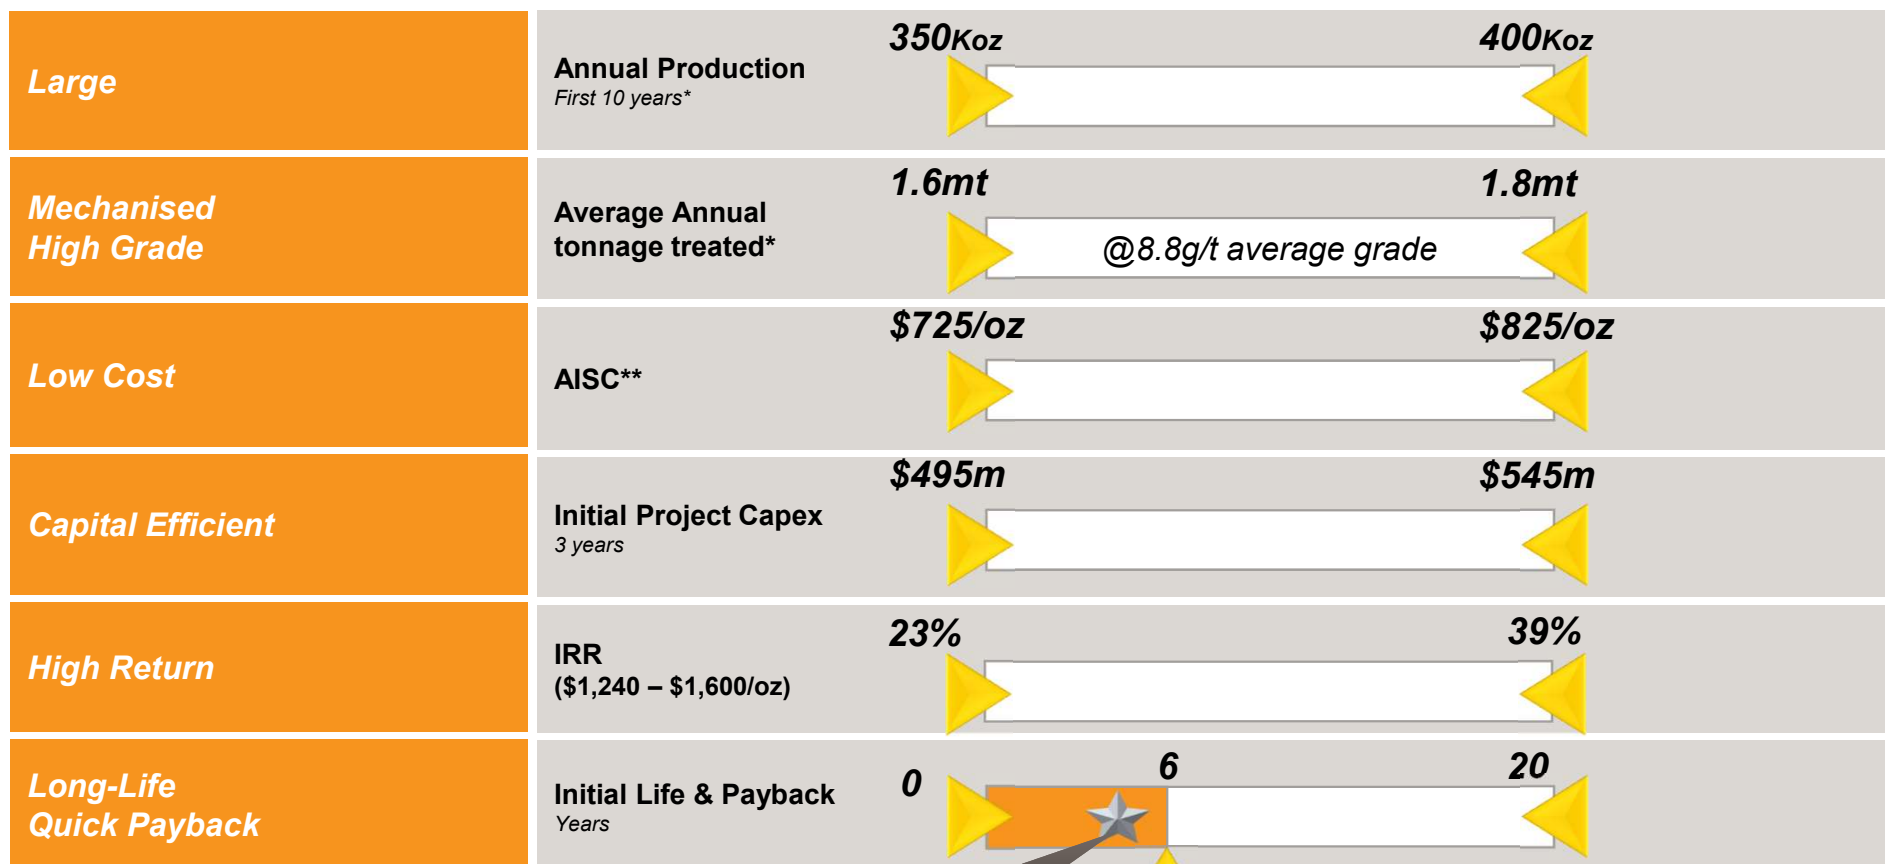 Large
Annual Production
First 10 years*
350Koz
400Koz
Mechanised
High Grade
Average Annual
tonnage treated*
1.6mt
1.8mt
@8.8g/t average grade
Low Cost
AISC**
$725/oz
$825/oz
Capital Efficient
Initial Project Capex
3 years
$495m
$545m
High Return
IRR
($1,240 – $1,600/oz)
23%
39%
Long-Life
Quick Payback
Initial Life & Payback
Years
0
6
20